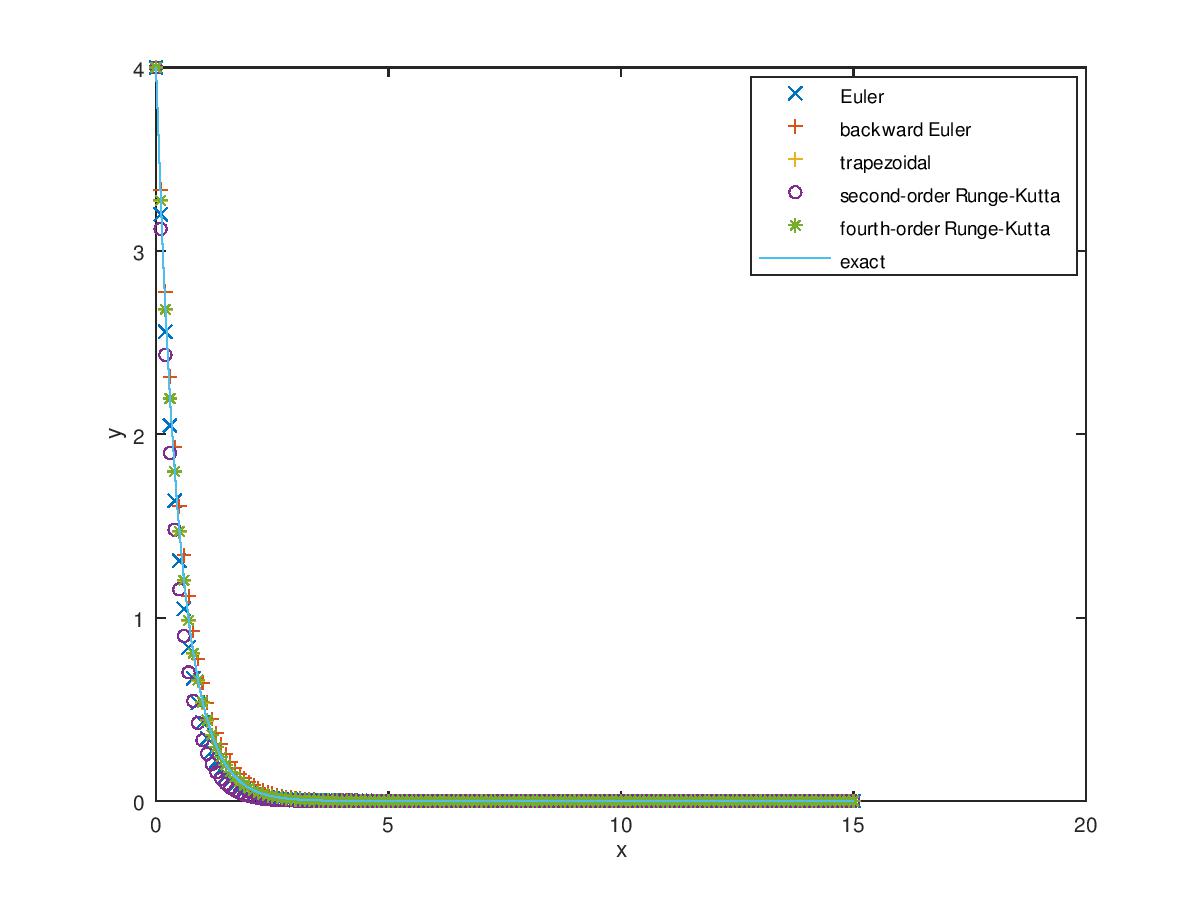 4
3
2
1
0
y
0
5
10
15
20
x
Euler
backward Euler
trapezoidal
second-order Runge-Kutta
fourth-order Runge-Kutta
exact